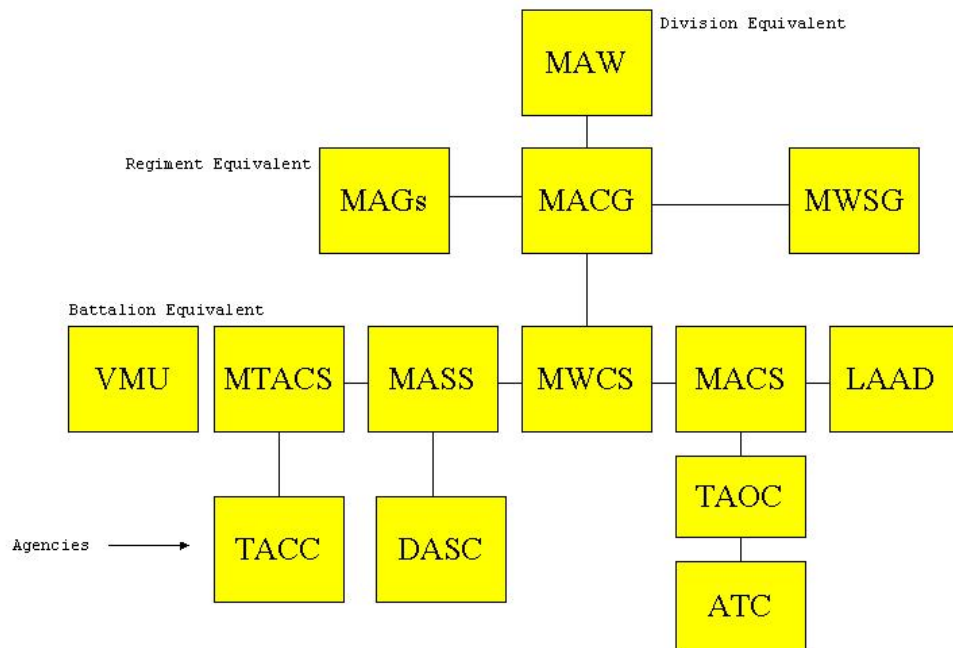 Division Equivalent
MAW
Regiment Equivalent
MAGs
MACG
MWSG
Battalion Equivalent
VMU
MTACS
MASS
MWCS
MACS
LAAD
TAOC
Agencies
TACC
DASC
ATC